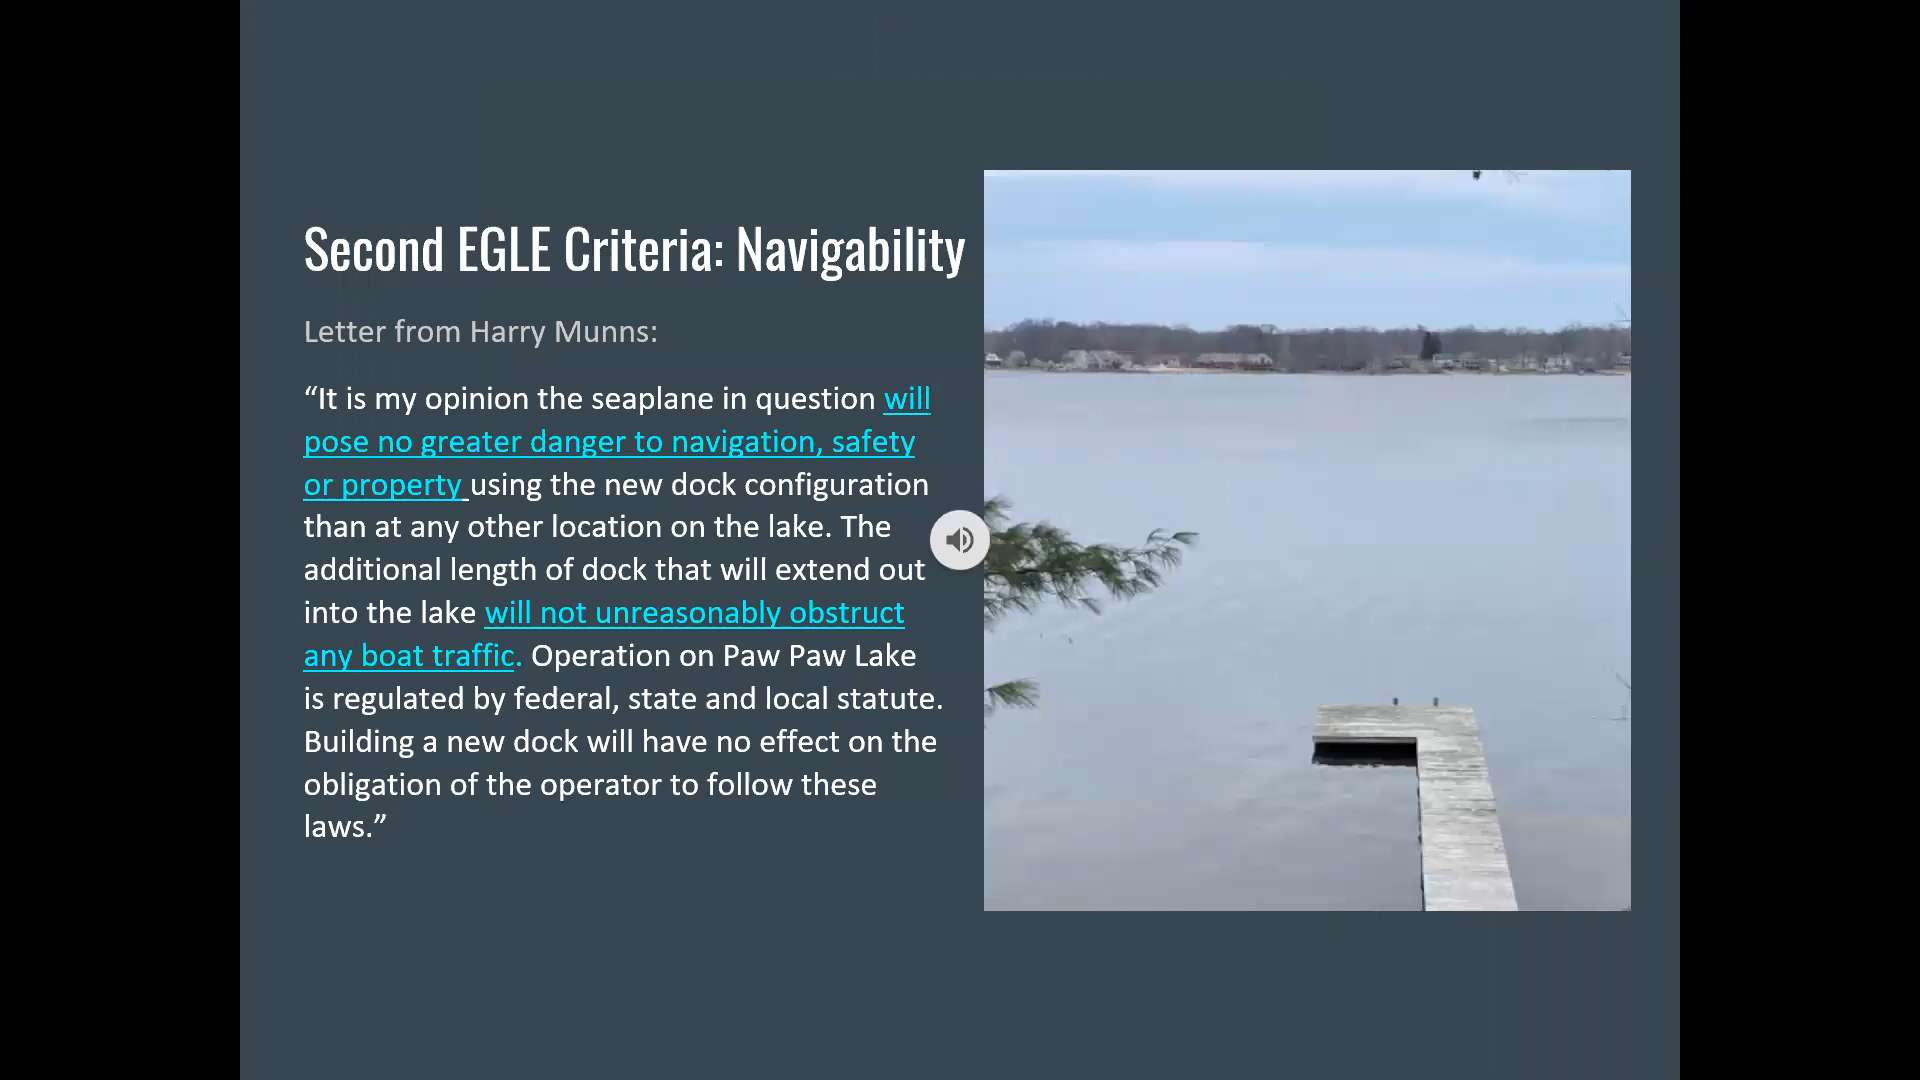 Second EGLE Criteria: Navigability
Letter from Harry Munns:
“It is my opinion the seaplane in question will
pose no greater danger to navigation, safety
or property using the new dock configuration
than at any other location on the lake. The
additional length of dock that will extend out
into the lake will not unreasonably obstruct
any boat traffic. Operation on Paw Paw Lake
is regulated by federal, state and local statute.
Building a new dock will have no effect on the
obligation of the operator to follow these
laws.”